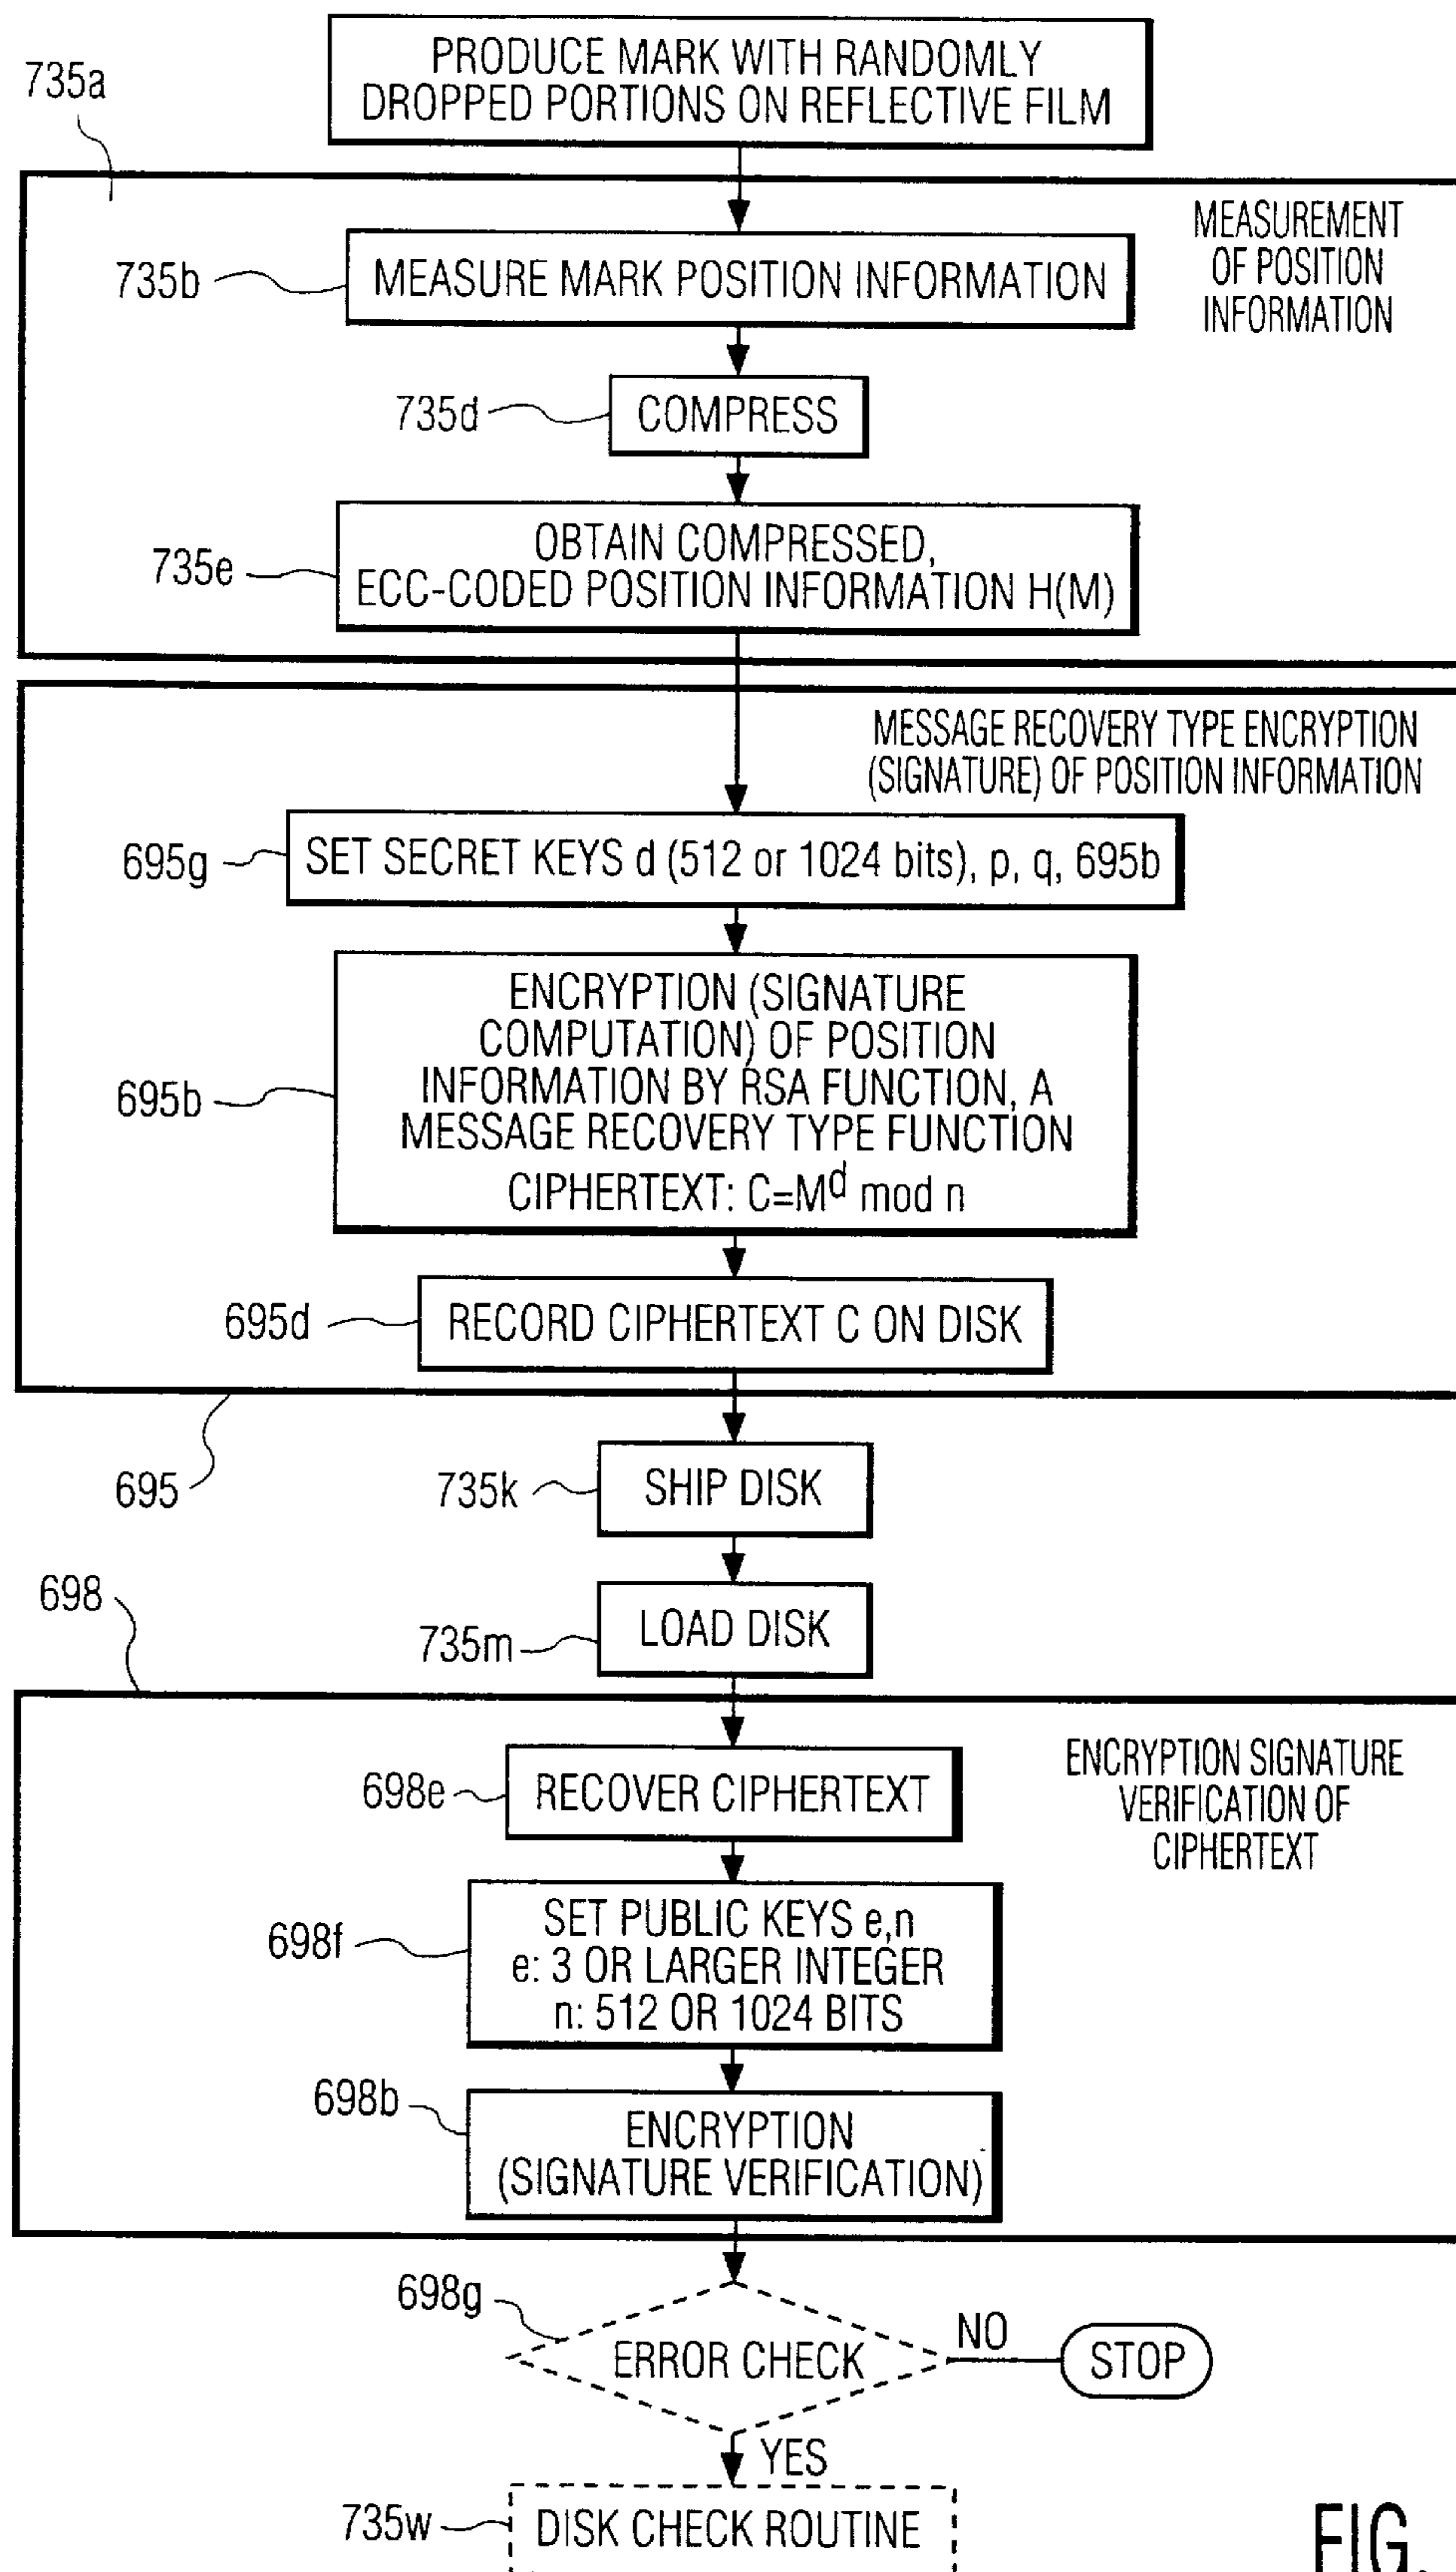 PRODUCE MARK WITH RANDOMLY
DROPPED PORTIONS ON REFLECTIVE FILM
735a
MEASUREMENT
OF POSITION
INFORMATION
735b
MEASURE MARK POSITION INFORMATION
735d
COMPRESS
735e
OBTAIN COMPRESSED,
ECC-CODED POSITION INFORMATION H(M)
MESSAGE RECOVERY TYPE ENCRYPTION
(SIGNATURE) OF POSITION INFORMATION
695g
SET SECRET KEYS d (512 or 1024 bits), p, q, 695b
695b
ENCRYPTION (SIGNATURE
COMPUTATION) OF POSITION
INFORMATION BY RSA FUNCTION, A
MESSAGE RECOVERY TYPE FUNCTION
CIPHERTEXT: C=M^d mod n
695d
RECORD CIPHERTEXT C ON DISK
695
735k
SHIP DISK
698
735m
LOAD DISK
ENCRYPTION SIGNATURE
VERIFICATION OF
CIPHERTEXT
698e
RECOVER CIPHERTEXT
698f
SET PUBLIC KEYS e,n
e: 3 OR LARGER INTEGER
n: 512 OR 1024 BITS
698b
ENCRYPTION
(SIGNATURE VERIFICATION)
698g
ERROR CHECK
NO
STOP
YES
735w
DISK CHECK ROUTINE
FIG.